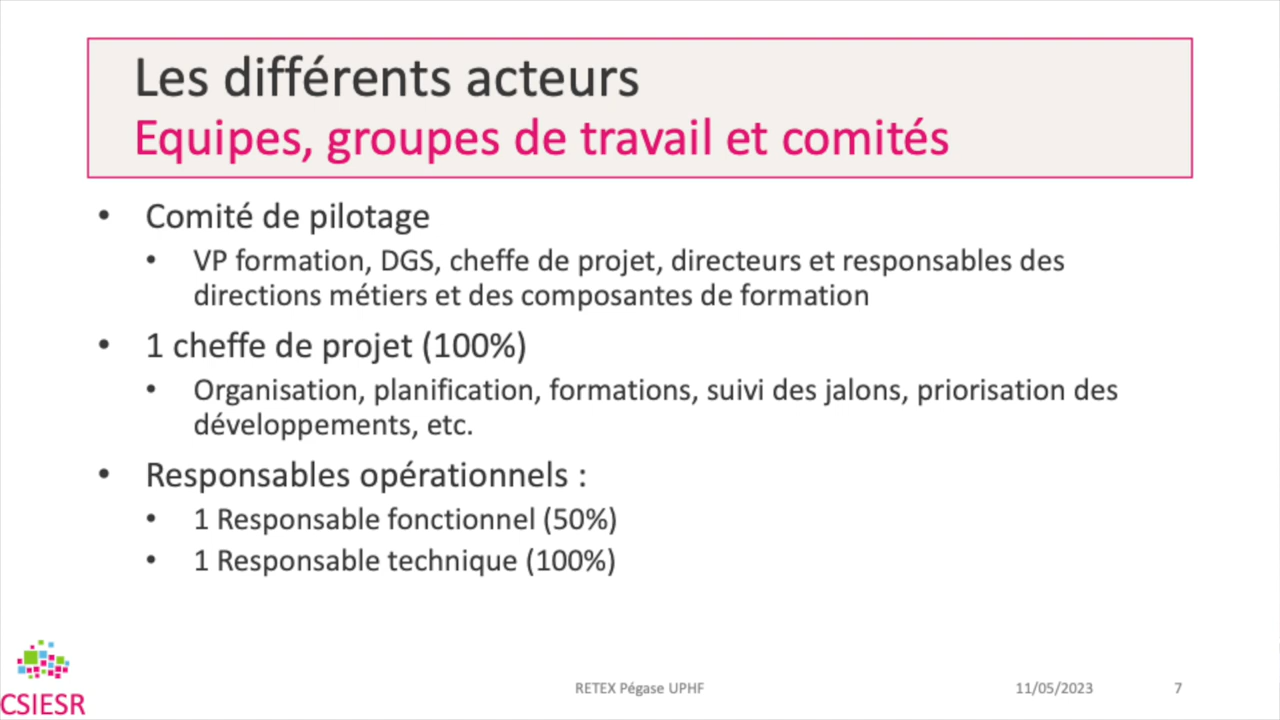 Les différents acteurs
Equipes, groupes de travail et comités
• Comité de pilotage
• VP formation, DGS, cheffe de projet, directeurs et responsables des
directions métiers et des composantes de formation
• 1 cheffe de projet (100%)
• Organisation, planification, formations, suivi des jalons, priorisation des
développements, etc.
• Responsables opérationnels :
• 1 Responsable fonctionnel (50%)
• 1 Responsable technique (100%)
CSIESR
RETEX Pégase UPHF
11/05/2023
7